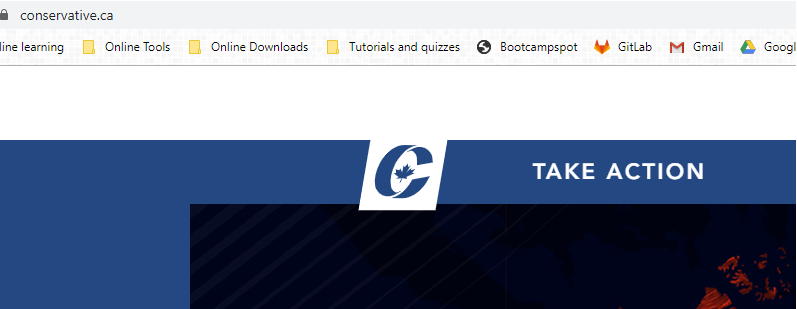 conservative.ca
line learning Online Tools Online Downloads Tutorials and quizzes Bootcampspot GitLab Gmail Googl
C TAKE ACTION